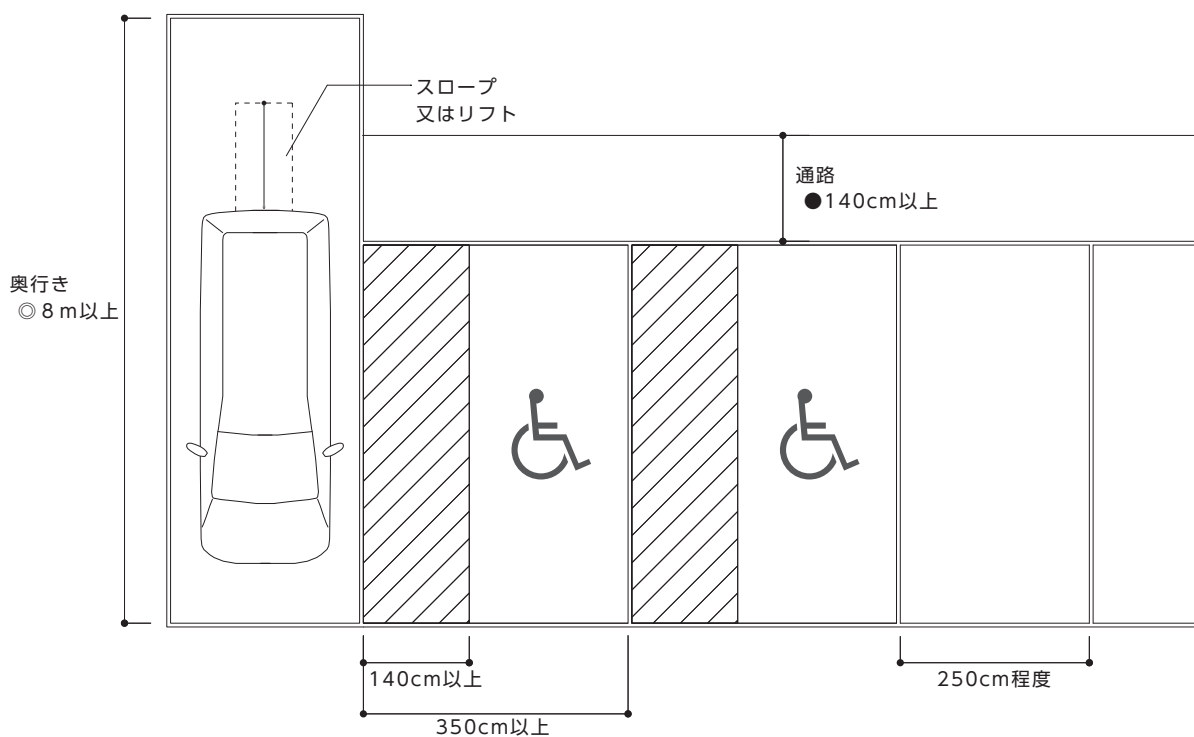 スロープ
又はリフト
通路
●140cm以上
奥行き
◎8m以上
140cm以上
250cm程度
350cm以上